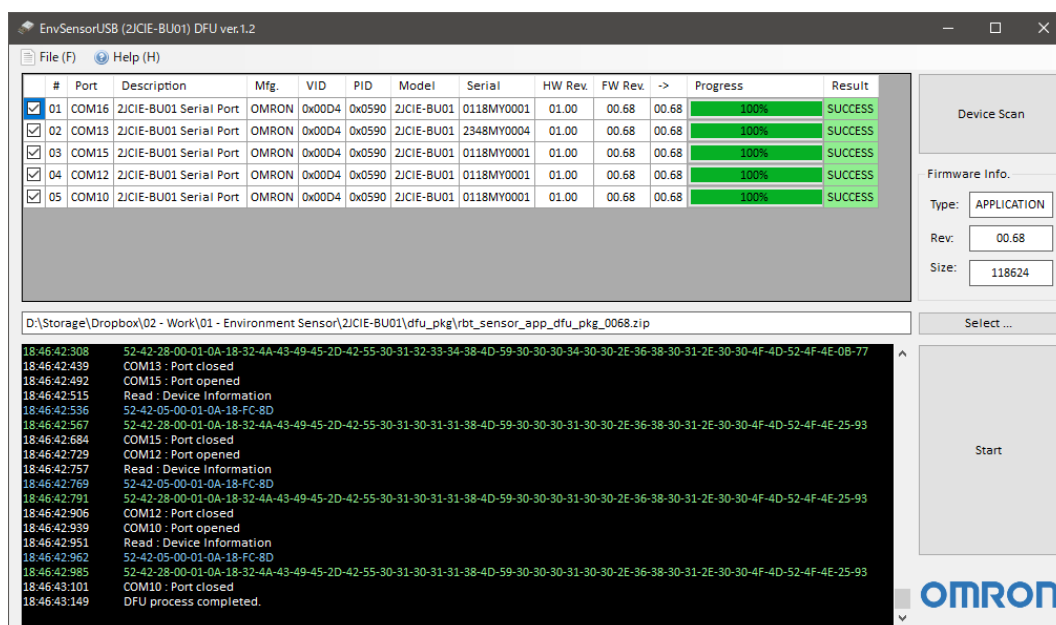 EnvSensorUSB (2JCIE-BU01) DFU ver.1.2
File (F) Help (H)
# Port Description Mfg. VID PID Model Serial HW Rev. FW Rev. -> Progress Result
01 COM16 2JCIE-BU01 Serial Port OMRON 0x00D4 0x0590 2JCIE-BU01 0118MY0001 01.00 00.68 00.68 100% SUCCESS
02 COM13 2JCIE-BU01 Serial Port OMRON 0x00D4 0x0590 2JCIE-BU01 2348MY0004 01.00 00.68 00.68 100% SUCCESS
03 COM15 2JCIE-BU01 Serial Port OMRON 0x00D4 0x0590 2JCIE-BU01 0118MY0001 01.00 00.68 00.68 100% SUCCESS
04 COM12 2JCIE-BU01 Serial Port OMRON 0x00D4 0x0590 2JCIE-BU01 0118MY0001 01.00 00.68 00.68 100% SUCCESS
05 COM10 2JCIE-BU01 Serial Port OMRON 0x00D4 0x0590 2JCIE-BU01 0118MY0001 01.00 00.68 00.68 100% SUCCESS
Device Scan
Firmware Info.
Type: APPLICATION
Rev: 00.68
Size: 118624
D:\Storage\Dropbox\02 - Work\01 - Environment Sensor\2JCIE-BU01\dfu_pkg\rbt_sensor_app_dfu_pkg_0068.zip
Select ...
18:46:42:308 52-42-28-00-01-0A-18-32-4A-43-49-45-2D-42-55-30-31-32-33-34-38-4D-59-30-30-30-34-30-30-2E-36-38-30-31-2E-30-30-4F-4D-52-4F-4E-0B-77
18:46:42:439 COM13 : Port closed
18:46:42:492 COM15 : Port opened
18:46:42:515 Read : Device Information
18:46:42:536 52-42-05-00-01-0A-18-FC-8D
18:46:42:567 52-42-28-00-01-0A-18-32-4A-43-49-45-2D-42-55-30-31-30-31-31-38-4D-59-30-30-30-31-30-30-2E-36-38-30-31-2E-30-30-4F-4D-52-4F-4E-25-93
18:46:42:684 COM15 : Port closed
18:46:42:729 COM12 : Port opened
18:46:42:757 Read : Device Information
18:46:42:769 52-42-05-00-01-0A-18-FC-8D
18:46:42:791 52-42-28-00-01-0A-18-32-4A-43-49-45-2D-42-55-30-31-30-31-31-38-4D-59-30-30-30-31-30-30-2E-36-38-30-31-2E-30-30-4F-4D-52-4F-4E-25-93
18:46:42:906 COM12 : Port closed
18:46:42:939 COM10 : Port opened
18:46:42:951 Read : Device Information
18:46:42:962 52-42-05-00-01-0A-18-FC-8D
18:46:42:985 52-42-28-00-01-0A-18-32-4A-43-49-45-2D-42-55-30-31-30-31-31-38-4D-59-30-30-30-31-30-30-2E-36-38-30-31-2E-30-30-4F-4D-52-4F-4E-25-93
18:46:43:101 COM10 : Port closed
18:46:43:149 DFU process completed.
Start
OMRON